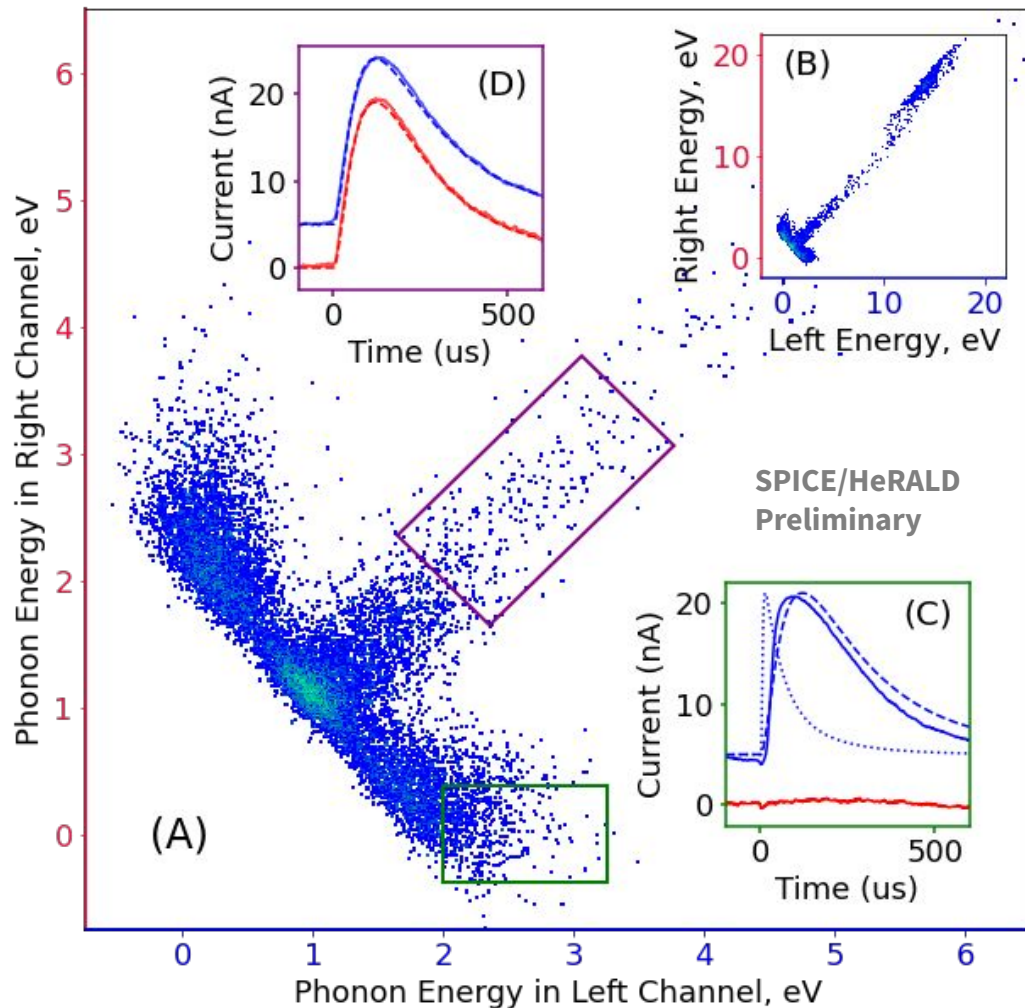 Phonon Energy in Right Channel, eV
6
5
4
3
2
1
0
(D)
Current (nA)
20
10
0
0
500
Time (us)
(B)
Right Energy, eV
20
10
0
0
10
20
Left Energy, eV
SPICE/HeRALD
Preliminary
(C)
Current (nA)
20
10
0
0
500
Time (us)
(A)
0
1
2
3
4
5
6
Phonon Energy in Left Channel, eV